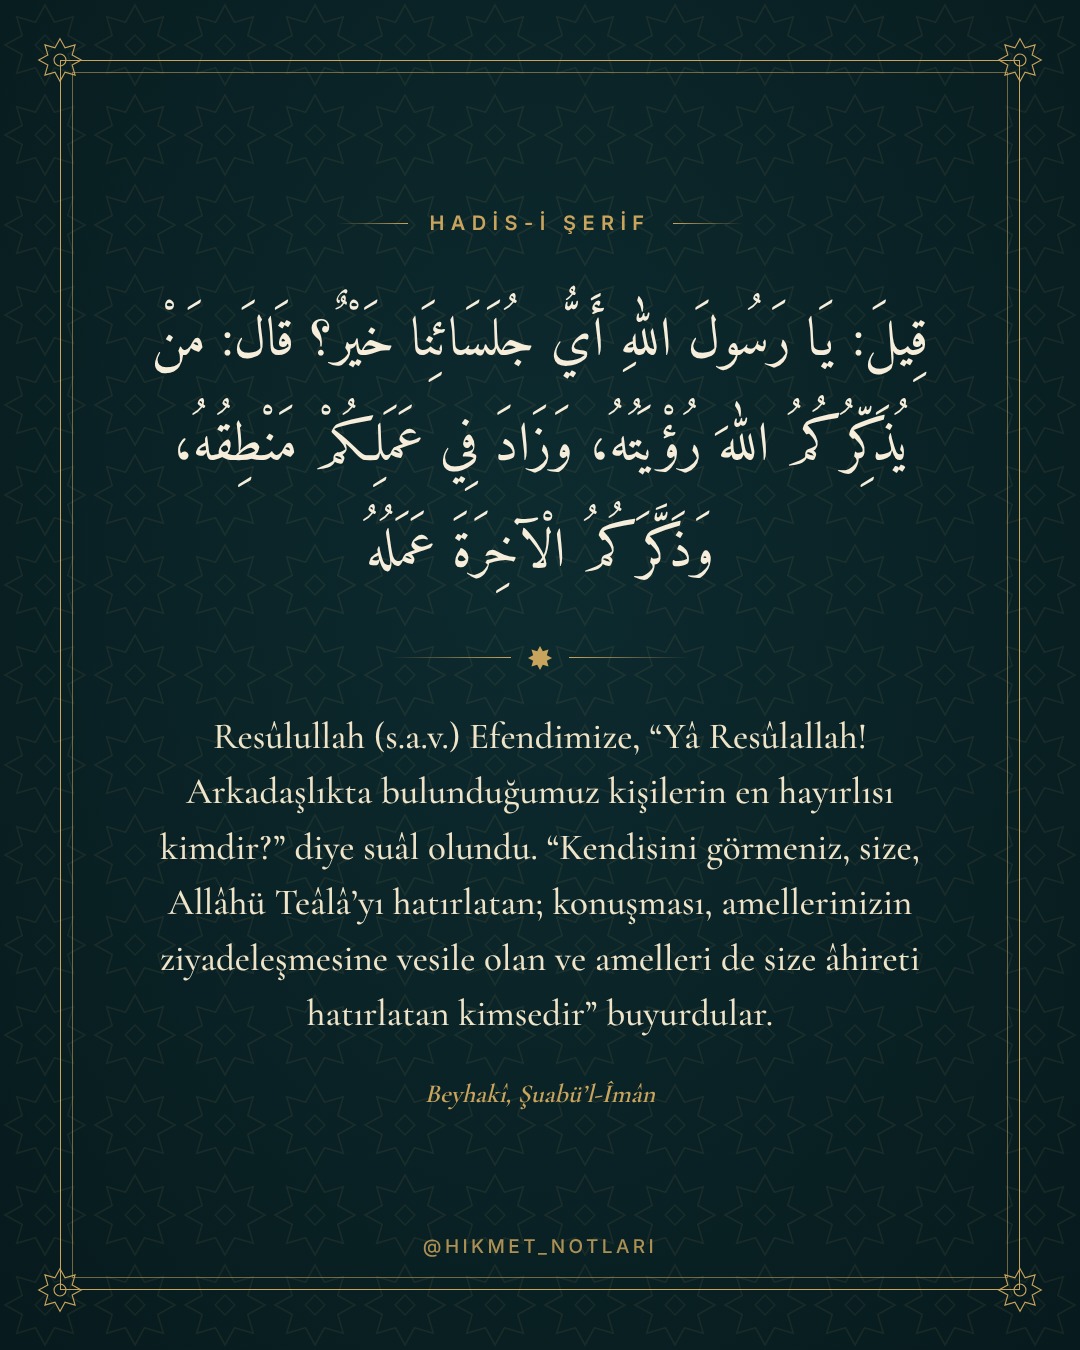 HADİS-İ ŞERİF
قِيلَ: يَا رَسُولَ اللّٰهِ أَيُّ جُلَسَائِنَا خَيْرٌ؟ قَالَ: مَنْ
يُذَكِّرُكُمُ اللّٰهَ رُؤْيَتُهُ، وَزَادَ فِي عَمَلِكُمْ مَنْطِقُهُ،
وَذَكَّرَكُمُ الْآخِرَةَ عَمَلُهُ
Resûlullah (s.a.v.) Efendimize, “Yâ Resûlallah!
Arkadaşlıkta bulunduğumuz kişilerin en hayırlısı
kimdir?” diye suâl olundu. “Kendisini görmeniz, size,
Allâhü Teâlâ’yı hatırlatan; konuşması, amellerinizin
ziyadeleşmesine vesile olan ve amelleri de size âhireti
hatırlatan kimsedir” buyurdular.
Beyhakî, Şuabü’l-Îmân
@HIKMET_NOTLARI